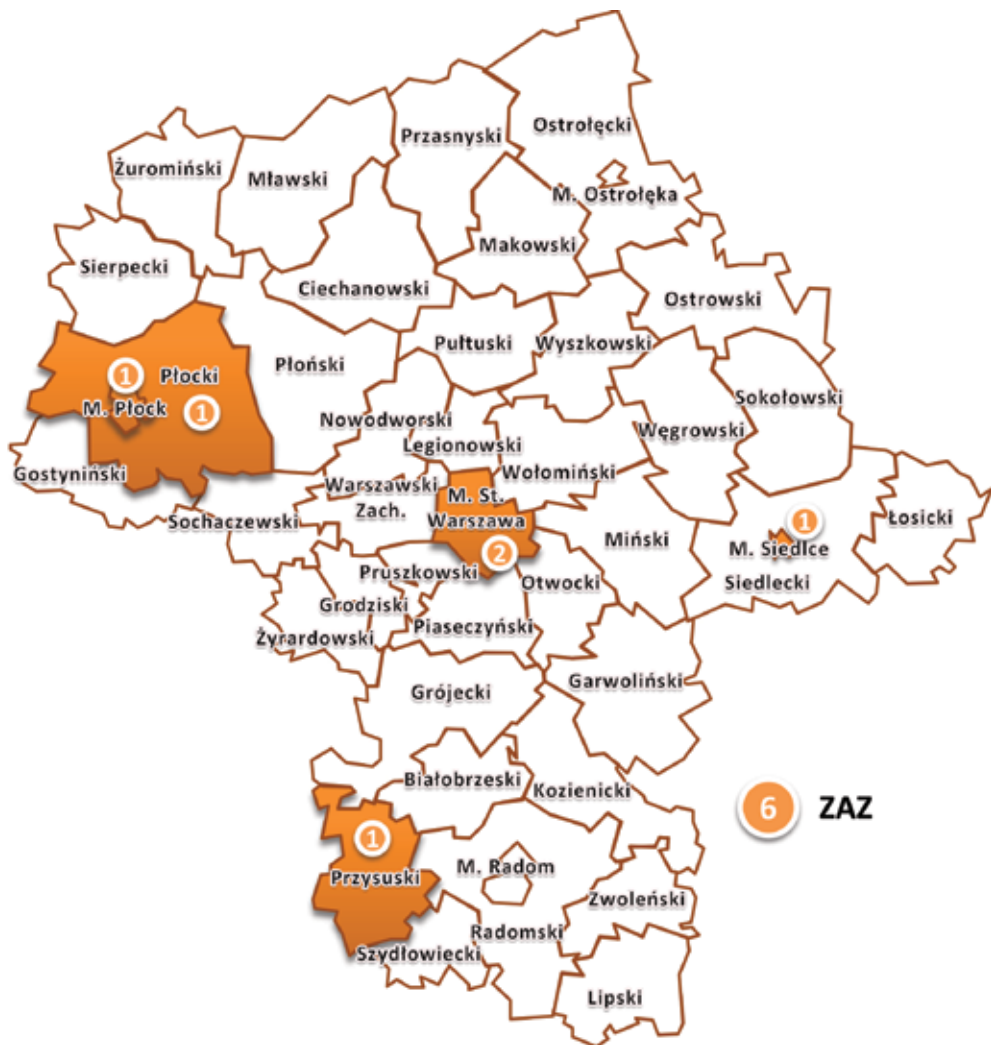 Ostrołęcki
Przasnyski
Żuromiński
Mławski
M. Ostrołęka
Makowski
Sierpecki
Ciechanowski
Ostrowski
Pułtuski
Wyszkowski
Płoński
1
Płocki
M. Płock
1
Sokołowski
Nowodworski
Legionowski
Węgrowski
Gostyniński
Wołomiński
Warszawski
Zach.
M. St.
Warszawa
2
Sochaczewski
Miński
1
M. Siedlce
Siedlecki
Łosicki
Pruszkowski
Otwocki
Grodziski
Piaseczyński
Żyrardowski
Grójecki
Garwoliński
Białobrzeski
Kozienicki
6 ZAZ
1
Przysuski
M. Radom
Zwoleński
Radomski
Szydłowiecki
Lipski